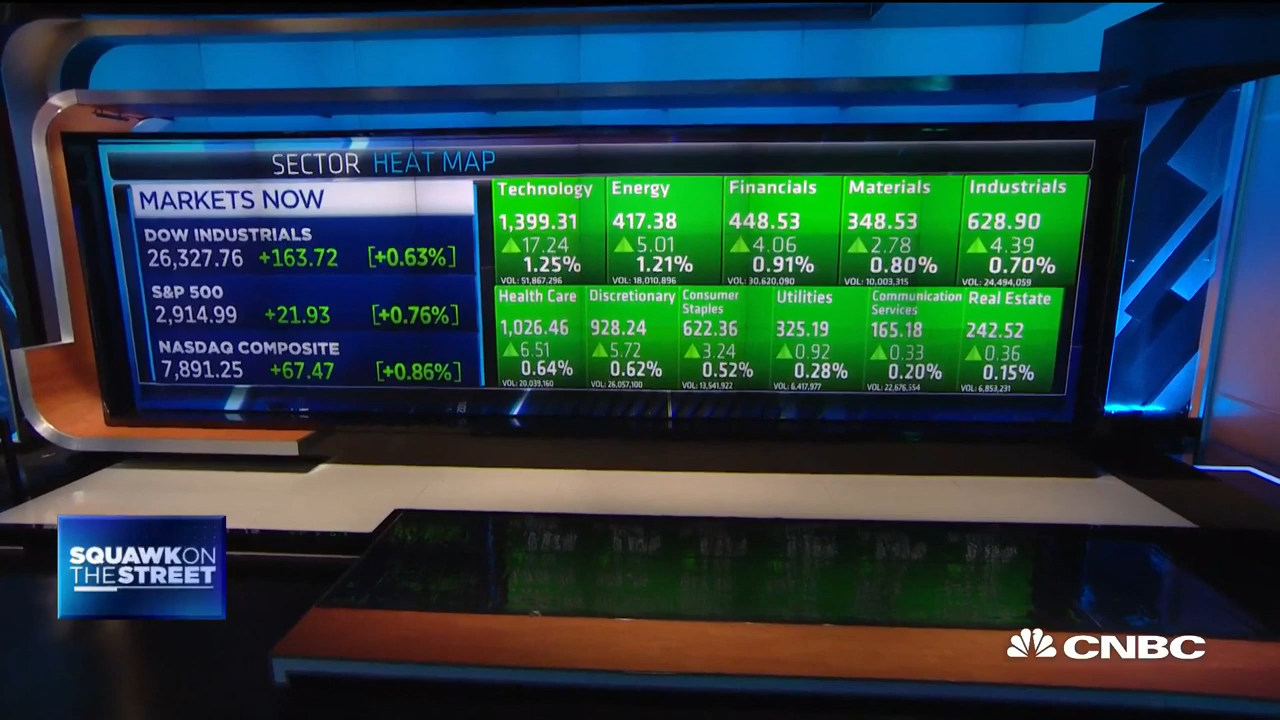 SECTOR HEAT MAP
MARKETS NOW
DOW INDUSTRIALS
26,327.76 +163.72 [+0.63%]
S&P 500
2,914.99 +21.93 [+0.76%]
NASDAQ COMPOSITE
7,891.25 +67.47 [+0.86%]
Technology
1,399.31
▲17.24
1.25%
VOL: 51,867,296
Energy
417.38
▲5.01
1.21%
VOL: 18,010,896
Financials
448.53
▲4.06
0.91%
VOL: 30,620,090
Materials
348.53
▲2.78
0.80%
VOL: 10,003,315
Industrials
628.90
▲4.39
0.70%
VOL: 24,494,059
Health Care
1,026.46
▲6.51
0.64%
VOL: 20,039,160
Discretionary
928.24
▲5.72
0.62%
VOL: 26,057,100
Consumer
Staples
622.36
▲3.24
0.52%
VOL: 13,541,922
Utilities
325.19
▲0.92
0.28%
VOL: 6,417,977
Communication
Services
165.18
▲0.33
0.20%
VOL: 22,676,554
Real Estate
242.52
▲0.36
0.15%
VOL: 6,853,231
SQUAWK ON
THE STREET
CNBC